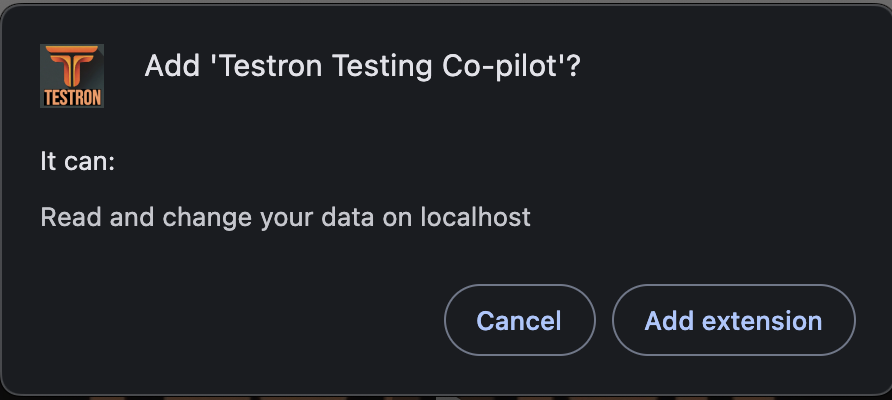 Add 'Testron Testing Co-pilot'?
TESTRON
It can:
Read and change your data on localhost
Cancel
Add extension